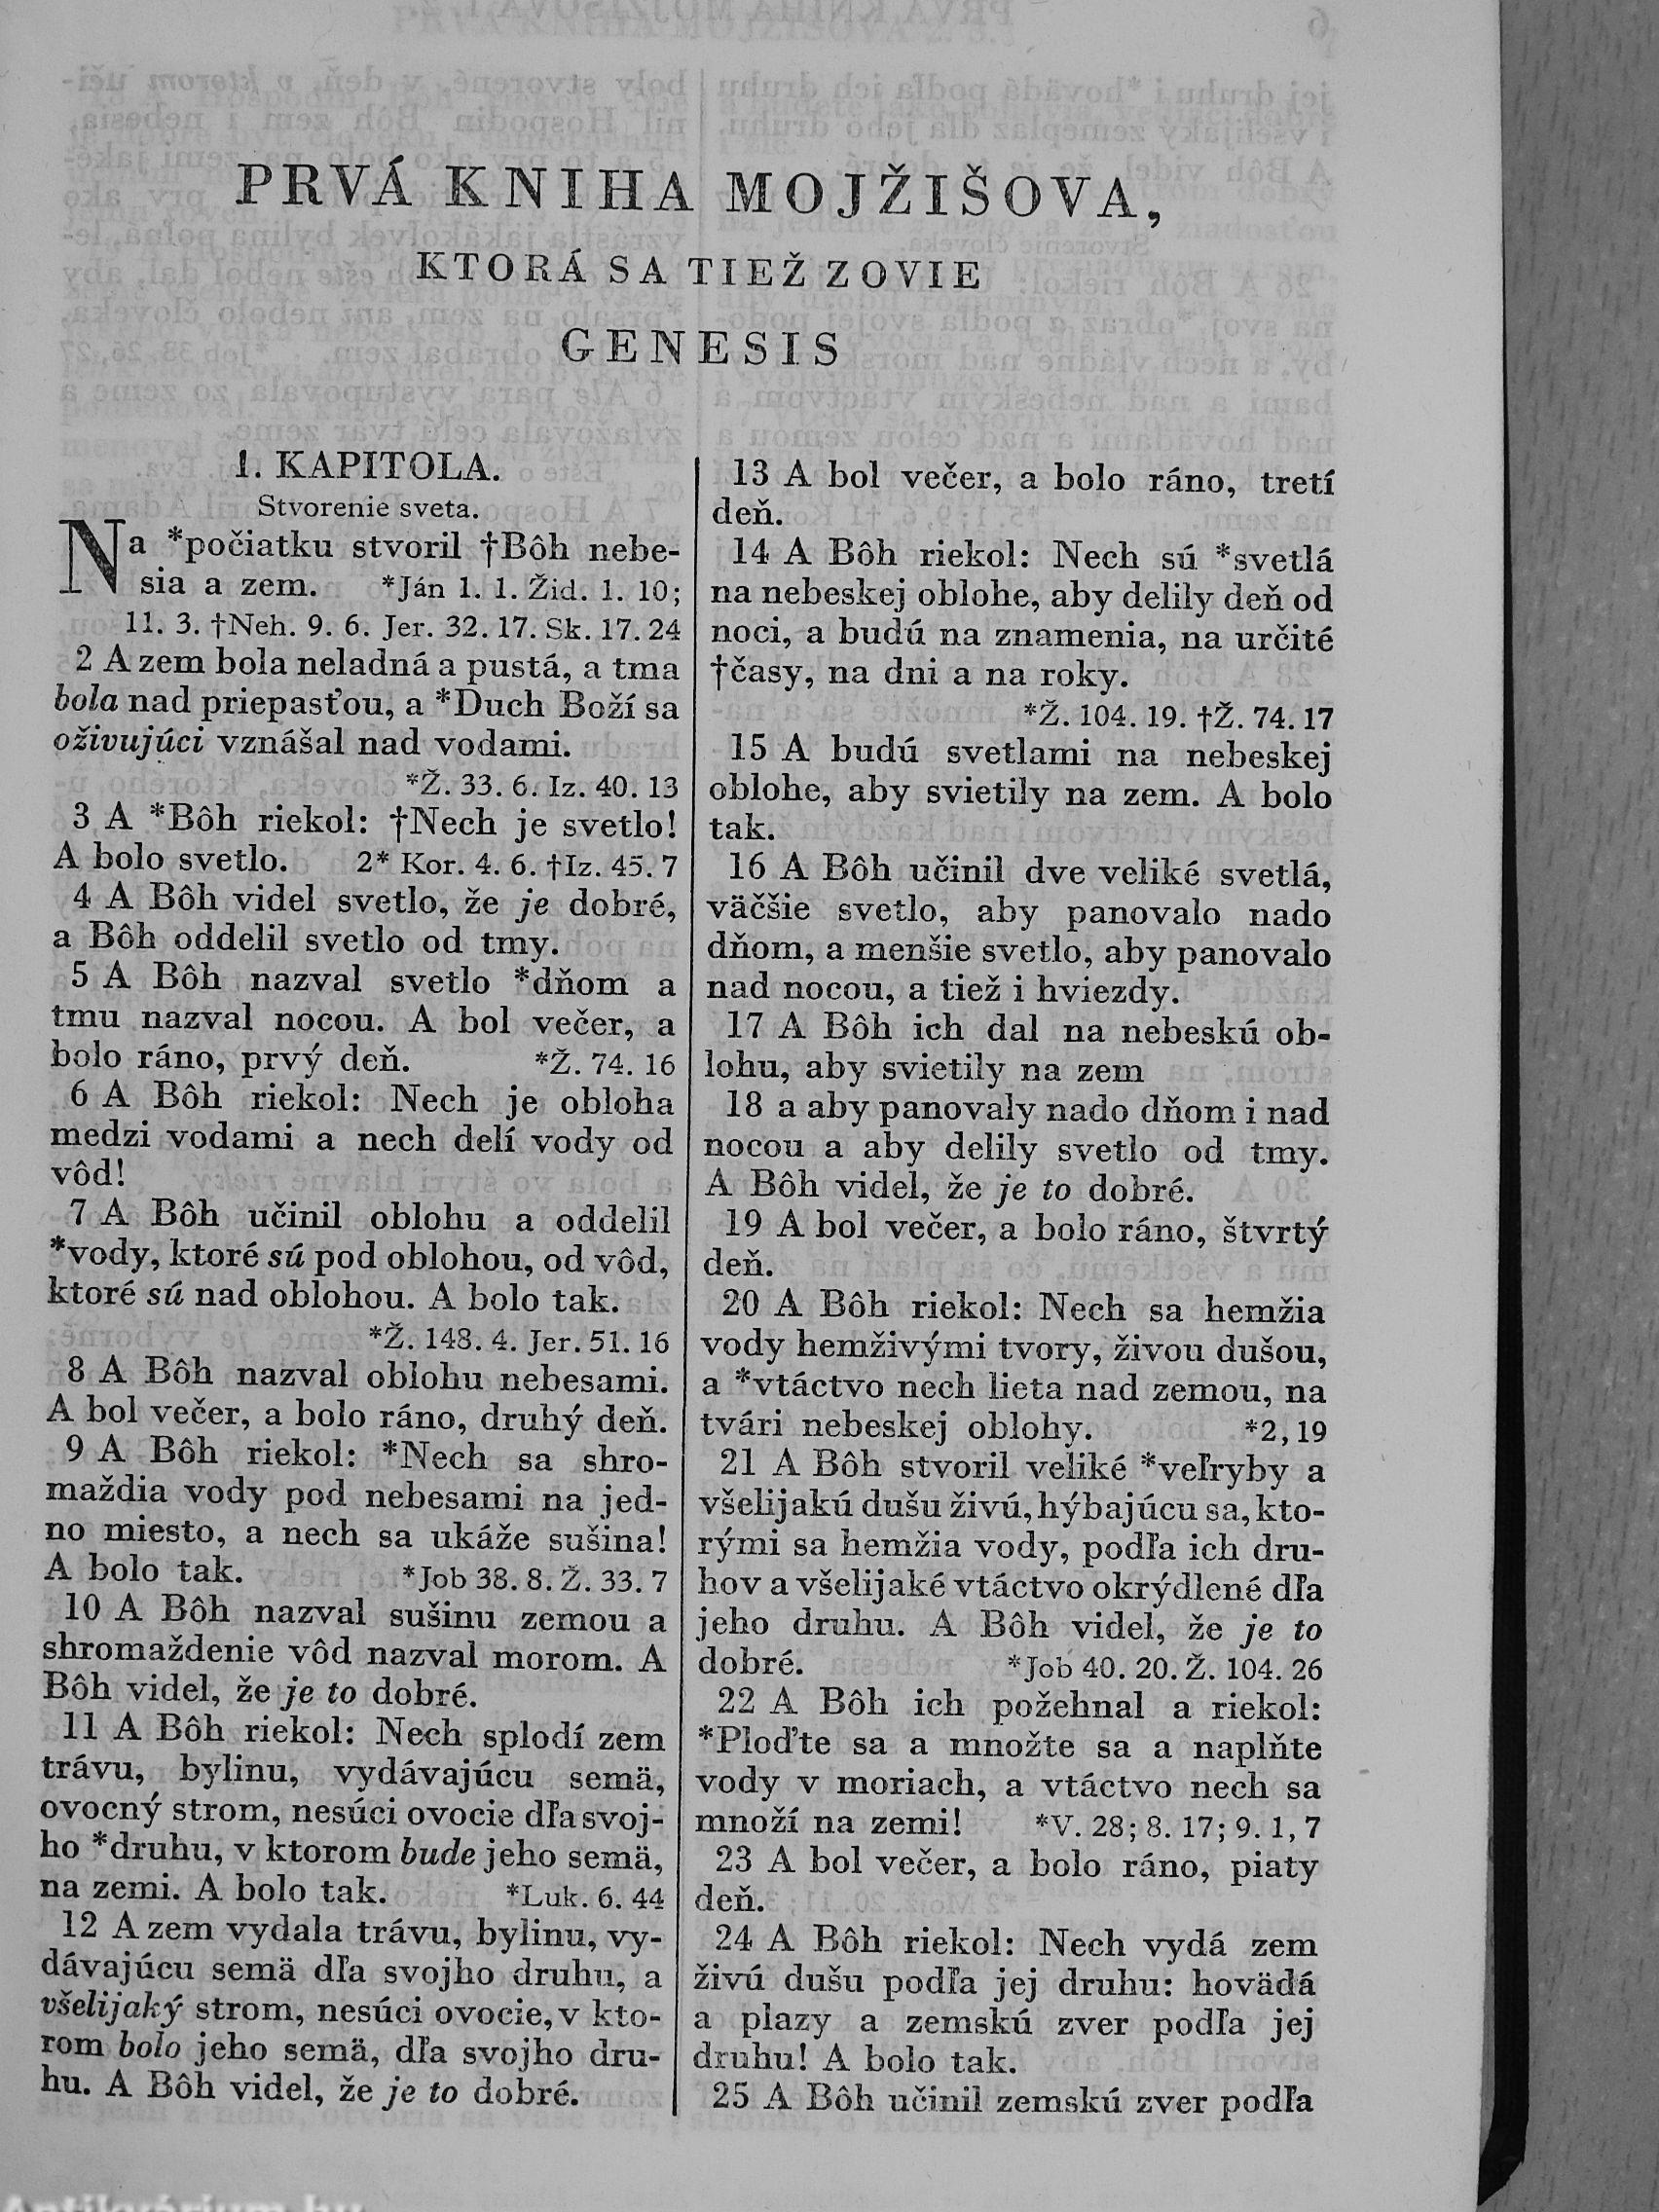 PRVÁ KNIHA MOJŽIŠOVA,
KTORÁ SA TIEŽ ZOVIE
GENESIS
1. KAPITOLA.
Stvorenie sveta.
Na *počiatku stvoril †Bôh nebe-
sia a zem. *Ján 1. 1. Žid. 1. 10;
11. 3. †Neh. 9. 6. Jer. 32. 17. Sk. 17. 24
2 A zem bola neladná a pustá, a tma
bola nad priepasťou, a *Duch Boží sa
oživujúci vznášal nad vodami.
*Ž. 33. 6. Iz. 40. 13
3 A *Bôh riekol: †Nech je svetlo!
A bolo svetlo. 2* Kor. 4. 6. †Iz. 45. 7
4 A Bôh videl svetlo, že je dobré,
a Bôh oddelil svetlo od tmy.
5 A Bôh nazval svetlo *dňom a
tmu nazval nocou. A bol večer, a
bolo ráno, prvý deň. *Ž. 74. 16
6 A Bôh riekol: Nech je obloha
medzi vodami a nech delí vody od
vôd!
7 A Bôh učinil oblohu a oddelil
*vody, ktoré sú pod oblohou, od vôd,
ktoré sú nad oblohou. A bolo tak.
*Ž. 148. 4. Jer. 51. 16
8 A Bôh nazval oblohu nebesami.
A bol večer, a bolo ráno, druhý deň.
9 A Bôh riekol: *Nech sa shro-
maždia vody pod nebesami na jed-
no miesto, a nech sa ukáže sušina!
A bolo tak. *Job 38. 8. Ž. 33. 7
10 A Bôh nazval sušinu zemou a
shromaždenie vôd nazval morom. A
Bôh videl, že je to dobré.
11 A Bôh riekol: Nech splodí zem
trávu, bylinu, vydávajúcu semä,
ovocný strom, nesúci ovocie dľa svoj-
ho *druhu, v ktorom bude jeho semä,
na zemi. A bolo tak. *Luk. 6. 44
12 A zem vydala trávu, bylinu, vy-
dávajúcu semä dľa svojho druhu, a
všelijaký strom, nesúci ovocie, v kto-
rom bolo jeho semä, dľa svojho dru-
hu. A Bôh videl, že je to dobré.
13 A bol večer, a bolo ráno, tretí
deň.
14 A Bôh riekol: Nech sú *svetlá
na nebeskej oblohe, aby delily deň od
noci, a budú na znamenia, na určité
†časy, na dni a na roky.
*Ž. 104. 19. †Ž. 74. 17
15 A budú svetlami na nebeskej
oblohe, aby svietily na zem. A bolo
tak.
16 A Bôh učinil dve veliké svetlá,
väčšie svetlo, aby panovalo nado
dňom, a menšie svetlo, aby panovalo
nad nocou, a tiež i hviezdy.
17 A Bôh ich dal na nebeskú ob-
lohu, aby svietily na zem
18 a aby panovaly nado dňom i nad
nocou a aby delily svetlo od tmy.
A Bôh videl, že je to dobré.
19 A bol večer, a bolo ráno, štvrtý
deň.
20 A Bôh riekol: Nech sa hemžia
vody hemživými tvory, živou dušou,
a *vtáctvo nech lieta nad zemou, na
tvári nebeskej oblohy. *2, 19
21 A Bôh stvoril veliké *veľryby a
všelijakú dušu živú, hýbajúcu sa, kto-
rými sa hemžia vody, podľa ich dru-
hov a všelijaké vtáctvo okrýdlené dľa
jeho druhu. A Bôh videl, že je to
dobré. *Job 40. 20. Ž. 104. 26
22 A Bôh ich požehnal a riekol:
*Ploďte sa a množte sa a naplňte
vody v moriach, a vtáctvo nech sa
množí na zemi! *V. 28; 8. 17; 9. 1, 7
23 A bol večer, a bolo ráno, piaty
deň.
24 A Bôh riekol: Nech vydá zem
živú dušu podľa jej druhu: hovädá
a plazy a zemskú zver podľa jej
druhu! A bolo tak.
25 A Bôh učinil zemskú zver podľa